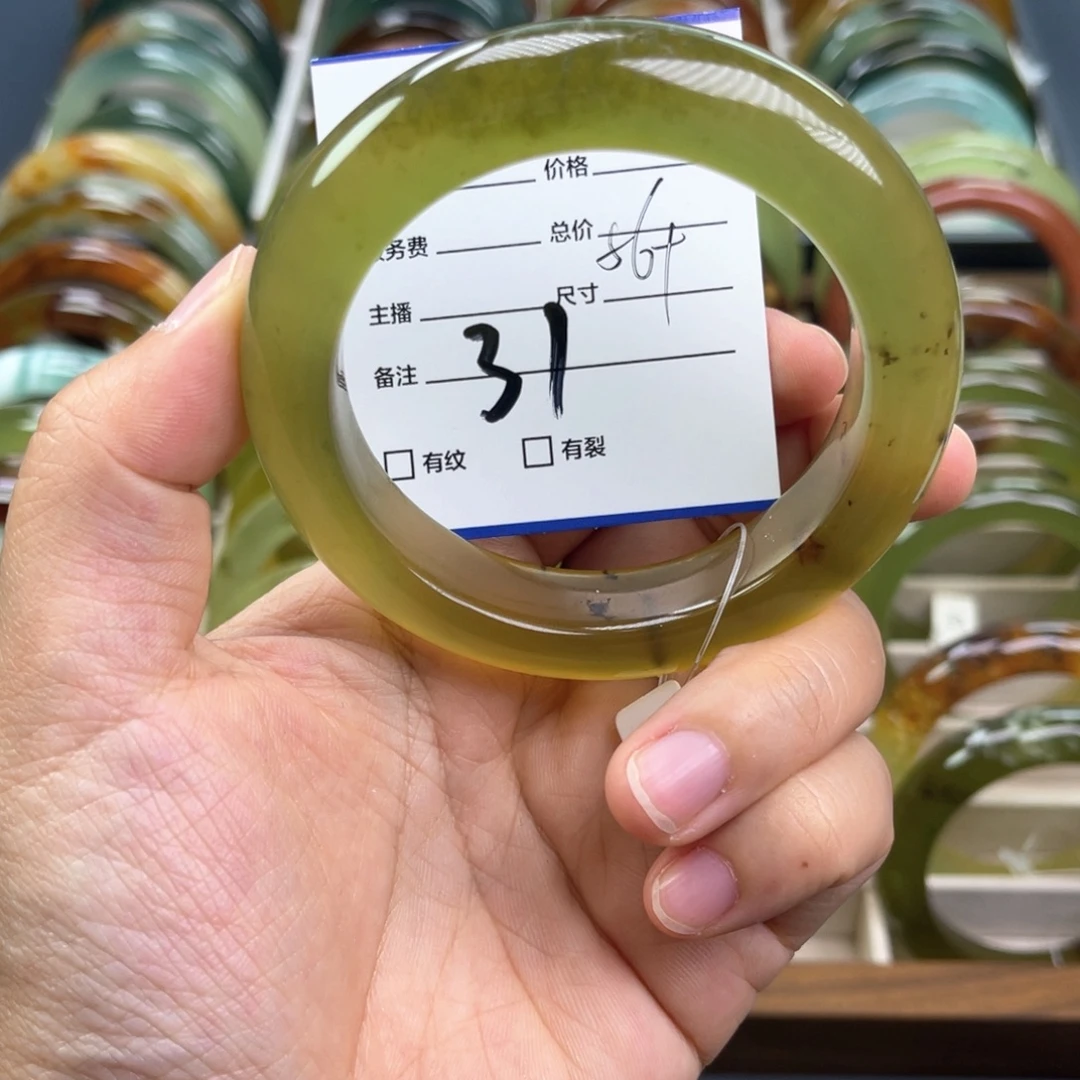 价格
务费 总价
主播 尺寸
备注 31
有纹 有裂